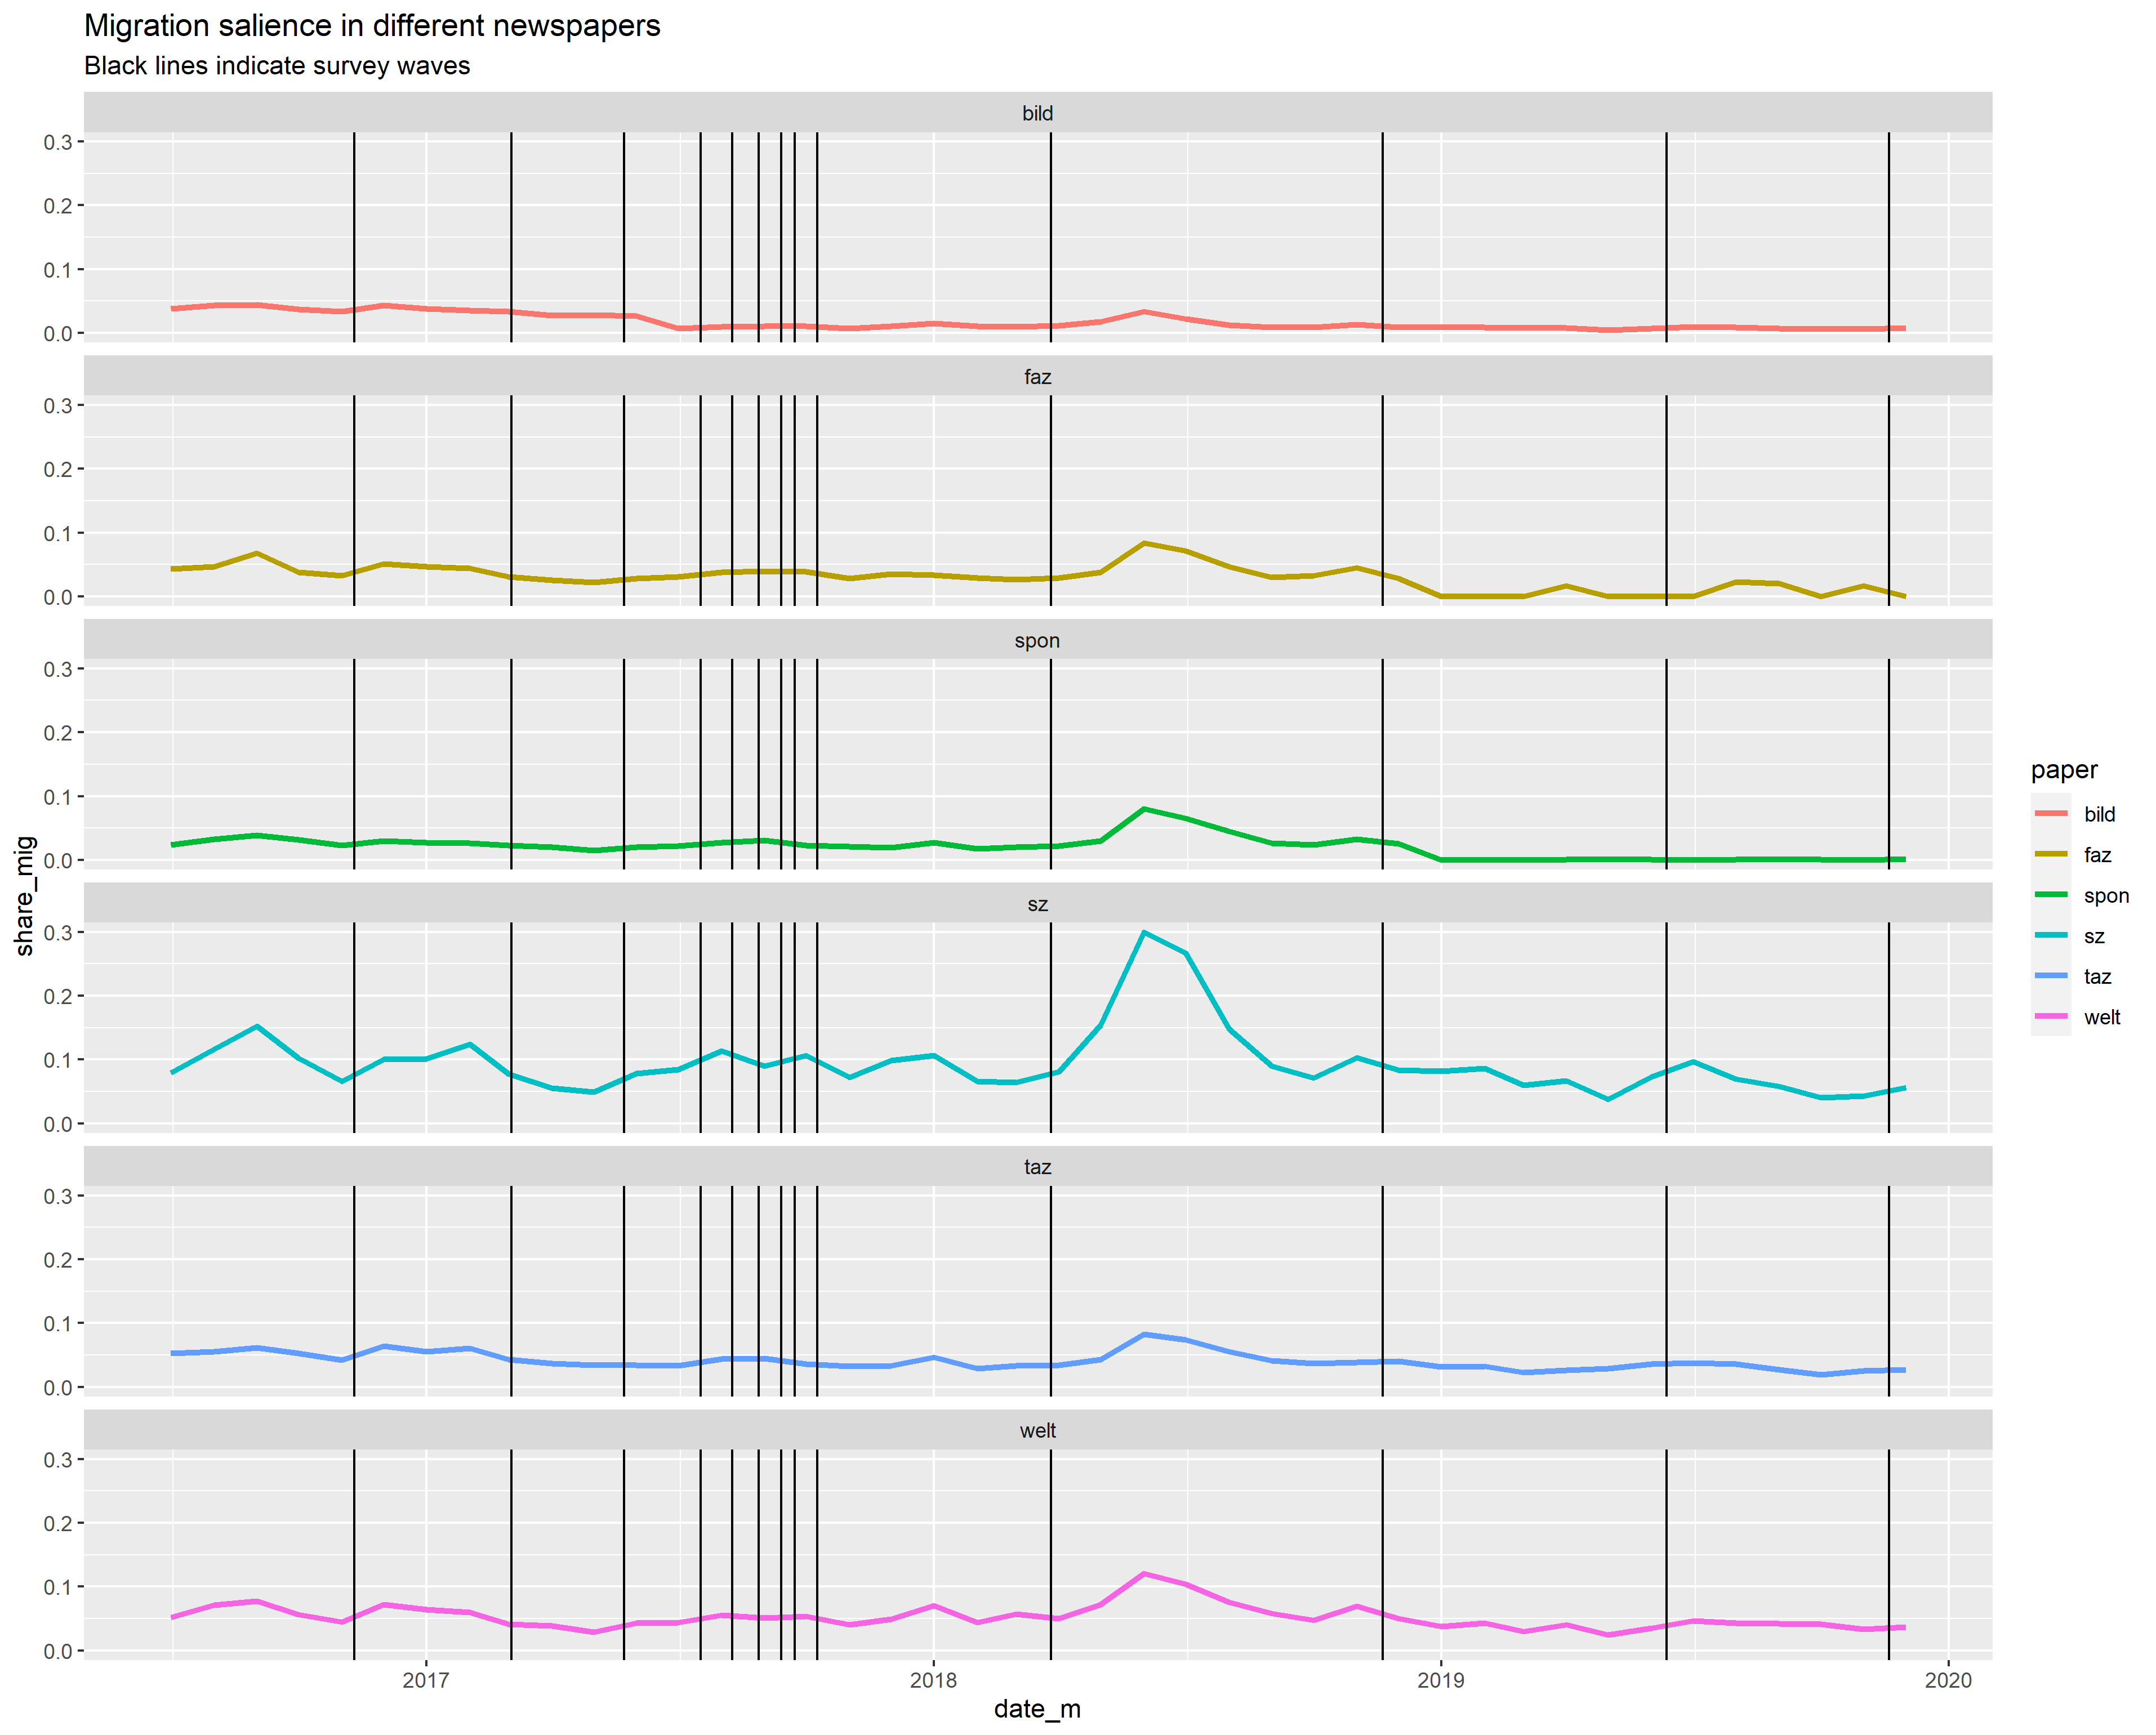 Migration salience in different newspapers
Black lines indicate survey waves
bild
0.3
0.2
0.1
0.0
faz
0.3
0.2
0.1
0.0
spon
0.3
0.2
0.1
0.0
sz
0.3
0.2
0.1
0.0
taz
0.3
0.2
0.1
0.0
welt
0.3
0.2
0.1
0.0
2017 2018 2019 2020
date_m
share_mig
paper
bild
faz
spon
sz
taz
welt